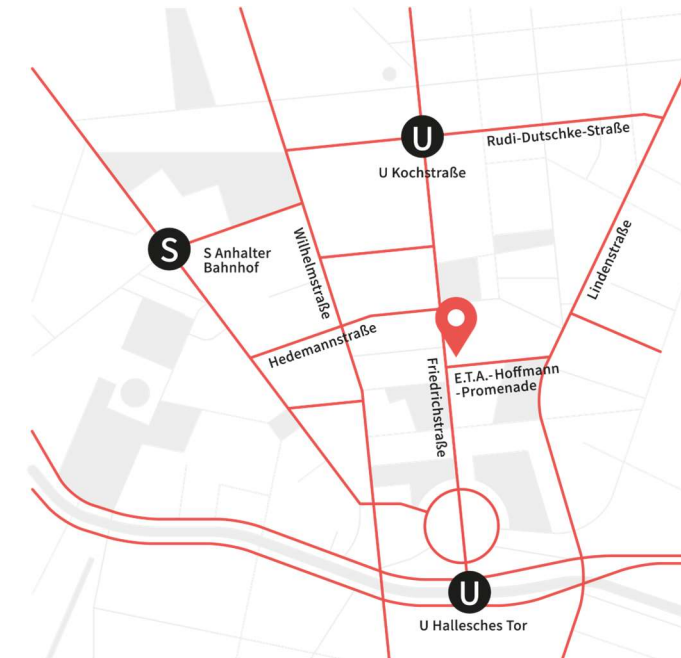 U
Rudi-Dutschke-Straße
U Kochstraße
S
S Anhalter
Bahnhof
Wilhelmstraße
Lindenstraße
Hedemannstraße
Friedrichstraße
E.T.A.-Hoffmann
-Promenade
U
U Hallesches Tor